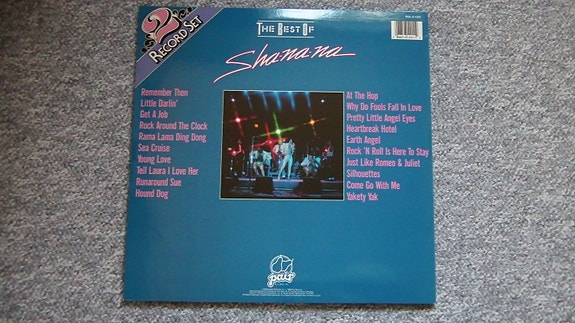 2
RECORD SET
THE BEST OF
Sha-na-na
Remember Then
Little Darlin'
Get A Job
Rock Around The Clock
Rama Lama Ding Dong
Sea Cruise
Young Love
Tell Laura I Love Her
Runaround Sue
Hound Dog
At The Hop
Why Do Fools Fall In Love
Pretty Little Angel Eyes
Heartbreak Hotel
Earth Angel
Rock 'N Roll Is Here To Stay
Just Like Romeo & Juliet
Silhouettes
Come Go With Me
Yakety Yak
pair